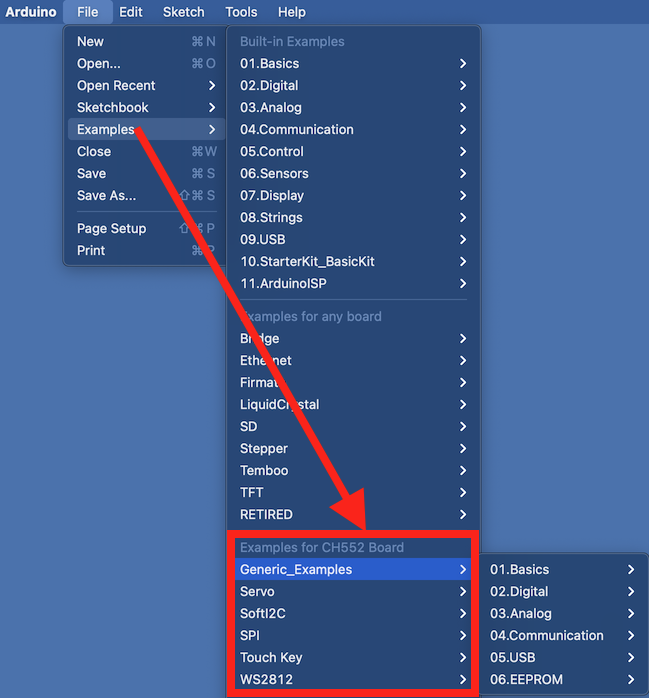 Arduino File Edit Sketch Tools Help
New ⌘ N
Open... ⌘ O
Open Recent
Sketchbook
Examples
Close ⌘ W
Save ⌘ S
Save As... ⇧ ⌘ S
Page Setup ⇧ ⌘ P
Print ⌘ P
Built-in Examples
01.Basics
02.Digital
03.Analog
04.Communication
05.Control
06.Sensors
07.Display
08.Strings
09.USB
10.StarterKit_BasicKit
11.ArduinoISP
Examples for any board
Bridge
Ethernet
Firmata
LiquidCrystal
SD
Stepper
Temboo
TFT
RETIRED
Examples for CH552 Board
Generic_Examples
Servo
SoftI2C
SPI
Touch Key
WS2812
01.Basics
02.Digital
03.Analog
04.Communication
05.USB
06.EEPROM